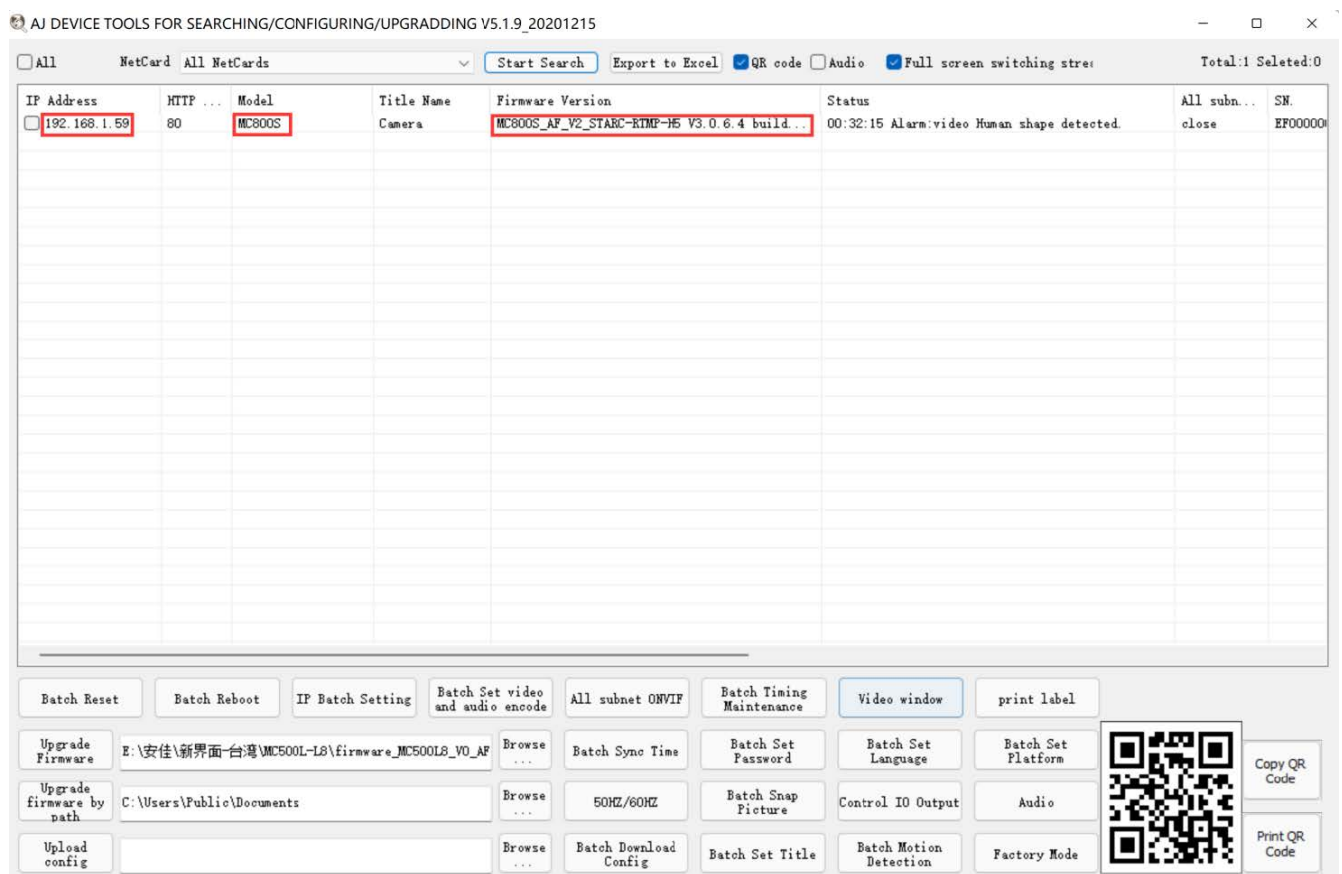 AJ DEVICE TOOLS FOR SEARCHING/CONFIGURING/UPGRADDING V5.1.9_20201215
All NetCard All NetCards Start Search Export to Excel QR code Audio Full screen switching stre Total:1 Seleted:0
IP Address HTTP ... Model Title Name Firmware Version Status All subn... SN.
192.168.1.59 80 MC800S Camera MC800S_AF_V2_STARC-RTMP-H5 V3.0.6.4 build... 00:32:15 Alarm:video Human shape detected. close EF00000
Batch Reset Batch Reboot IP Batch Setting Batch Set video and audio encode All subnet ONVIF Batch Timing Maintenance Video window print label
Upgrade Firmware E:\安佳\新界面-台湾\MC500L-L8\firmware_MC500L8_V0_AF Browse ... Batch Sync Time Batch Set Password Batch Set Language Batch Set Platform Copy QR Code
Upgrade firmware by path C:\Users\Public\Documents Browse ... 50HZ/60HZ Batch Snap Picture Control IO Output Audio
Upload config Browse ... Batch Download Config Batch Set Title Batch Motion Detection Factory Mode Print QR Code